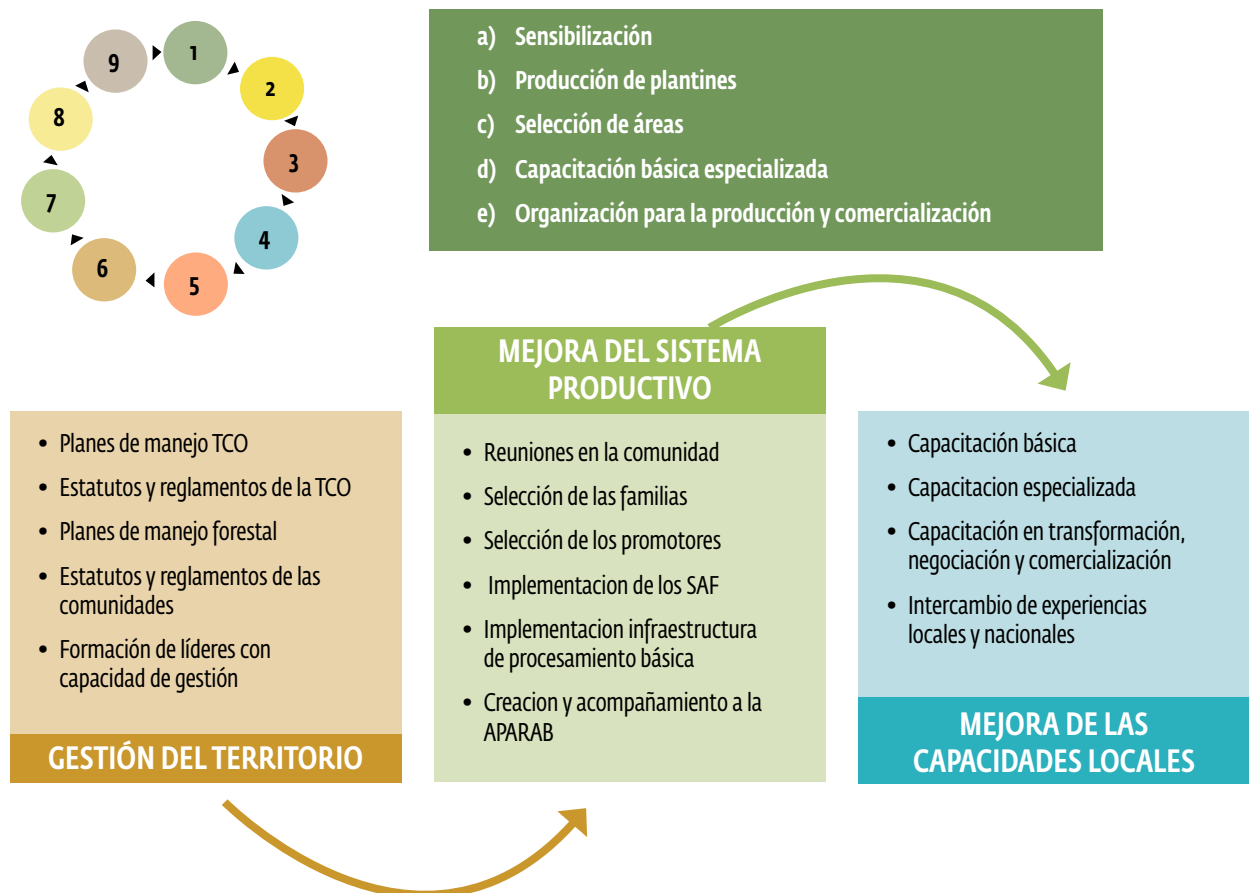 1
2
3
4
5
6
7
8
9
a) Sensibilización
b) Producción de plantines
c) Selección de áreas
d) Capacitación básica especializada
e) Organización para la producción y comercialización
• Planes de manejo TCO
• Estatutos y reglamentos de la TCO
• Planes de manejo forestal
• Estatutos y reglamentos de las
comunidades
• Formación de líderes con
capacidad de gestión
GESTIÓN DEL TERRITORIO
MEJORA DEL SISTEMA
PRODUCTIVO
• Reuniones en la comunidad
• Selección de las familias
• Selección de los promotores
• Implementacion de los SAF
• Implementacion infraestructura
de procesamiento básica
• Creacion y acompañamiento a la
APARAB
• Capacitación básica
• Capacitacion especializada
• Capacitación en transformación,
negociación y comercialización
• Intercambio de experiencias
locales y nacionales
MEJORA DE LAS
CAPACIDADES LOCALES